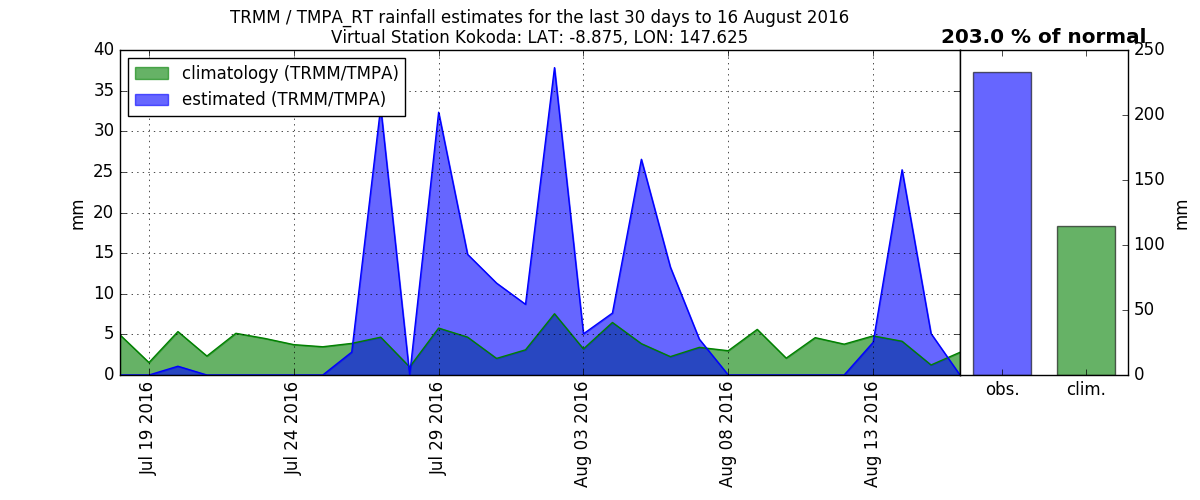 TRMM / TMPA_RT rainfall estimates for the last 30 days to 16 August 2016
Virtual Station Kokoda: LAT: -8.875, LON: 147.625
203.0 % of normal
climatology (TRMM/TMPA)
estimated (TRMM/TMPA)
40
35
30
25
20
15
10
5
0
mm
Jul 19 2016
Jul 24 2016
Jul 29 2016
Aug 03 2016
Aug 08 2016
Aug 13 2016
250
200
150
100
50
0
mm
obs.
clim.